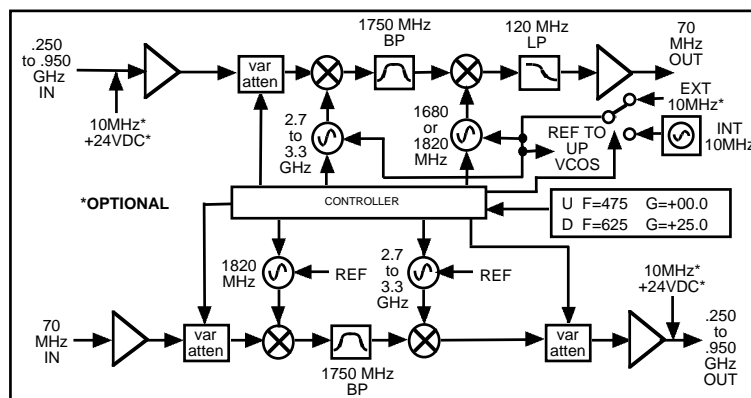 .250
to .950
GHz
IN
10MHz*
+24VDC*
var
atten
2.7
to
3.3
GHz
1750 MHz
BP
120 MHz
LP
1680
or
1820
MHz
70
MHz
OUT
EXT
10MHz*
REF TO
UP
VCOS
INT
10MHz
*OPTIONAL
CONTROLLER
U F=475 G=+00.0
D F=625 G=+25.0
1820
MHz
REF
2.7
to
3.3
GHz
REF
10MHz*
+24VDC*
70
MHz
IN
var
atten
1750 MHz
BP
var
atten
.250
to
.950
GHz
OUT